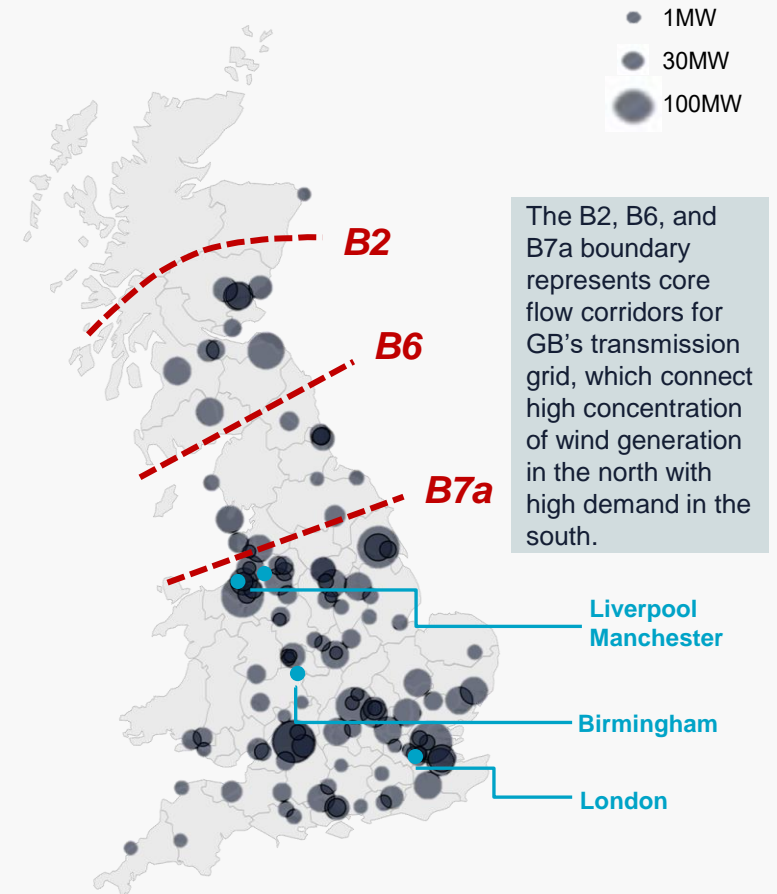 1MW
30MW
100MW
B2
The B2, B6, and
B7a boundary
represents core
flow corridors for
GB's transmission
grid, which connect
high concentration
of wind generation
in the north with
high demand in the
south.
B6
B7a
Liverpool
Manchester
Birmingham
London